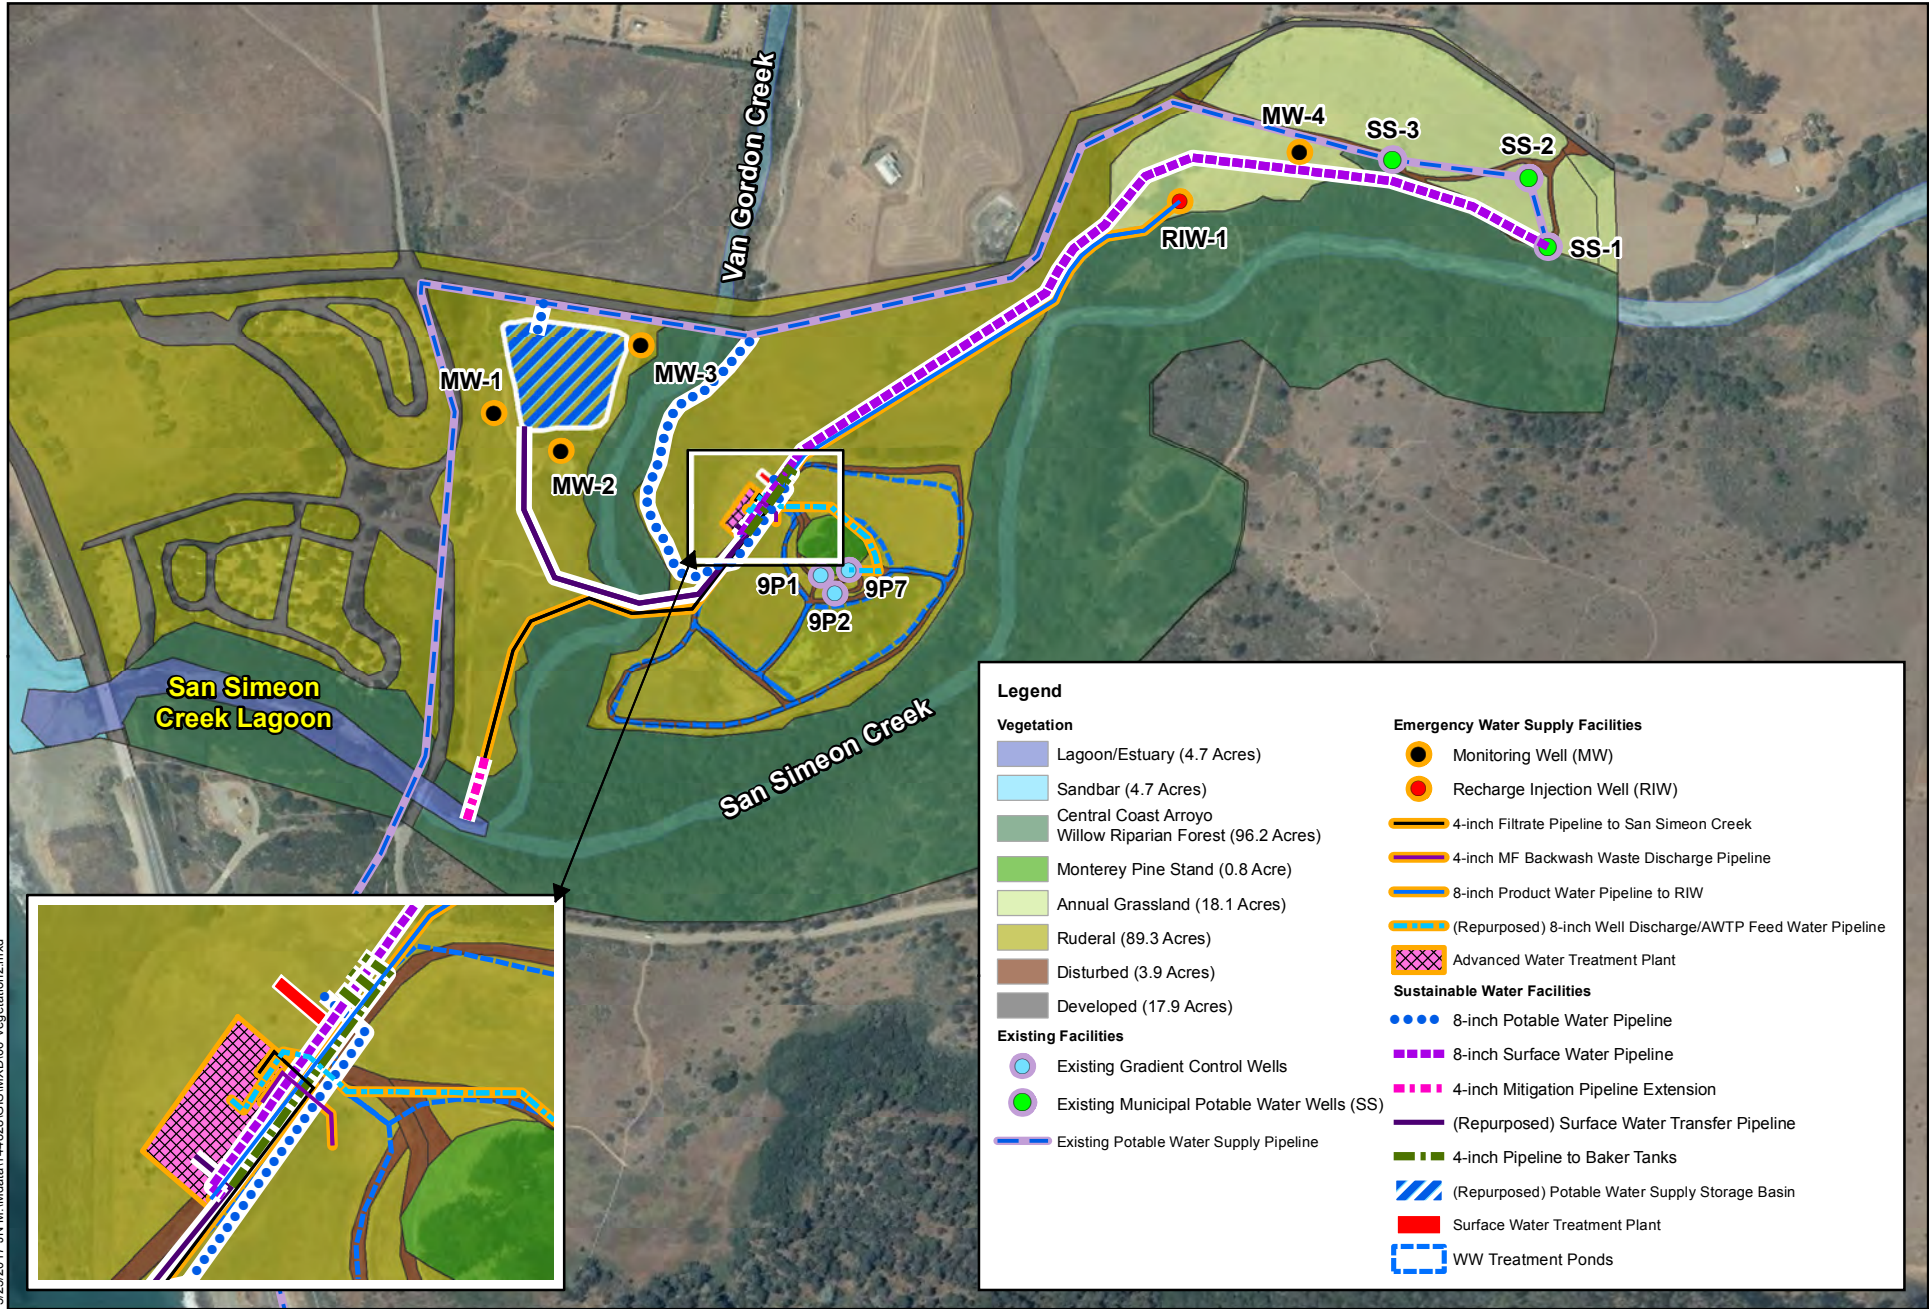 Van Gordon Creek
MW-4
SS-3
SS-2
SS-1
RIW-1
MW-1
MW-3
MW-2
9P1
9P7
9P2
San Simeon
Creek Lagoon
San Simeon Creek
Legend
Vegetation
Lagoon/Estuary (4.7 Acres)
Sandbar (4.7 Acres)
Central Coast Arroyo
Willow Riparian Forest (96.2 Acres)
Monterey Pine Stand (0.8 Acre)
Annual Grassland (18.1 Acres)
Ruderal (89.3 Acres)
Disturbed (3.9 Acres)
Developed (17.9 Acres)
Existing Facilities
Existing Gradient Control Wells
Existing Municipal Potable Water Wells (SS)
Existing Potable Water Supply Pipeline
Emergency Water Supply Facilities
Monitoring Well (MW)
Recharge Injection Well (RIW)
4-inch Filtrate Pipeline to San Simeon Creek
4-inch MF Backwash Waste Discharge Pipeline
8-inch Product Water Pipeline to RIW
(Repurposed) 8-inch Well Discharge/AWTP Feed Water Pipeline
Advanced Water Treatment Plant
Sustainable Water Facilities
8-inch Potable Water Pipeline
8-inch Surface Water Pipeline
4-inch Mitigation Pipeline Extension
(Repurposed) Surface Water Transfer Pipeline
4-inch Pipeline to Baker Tanks
(Repurposed) Potable Water Supply Storage Basin
Surface Water Treatment Plant
WW Treatment Ponds